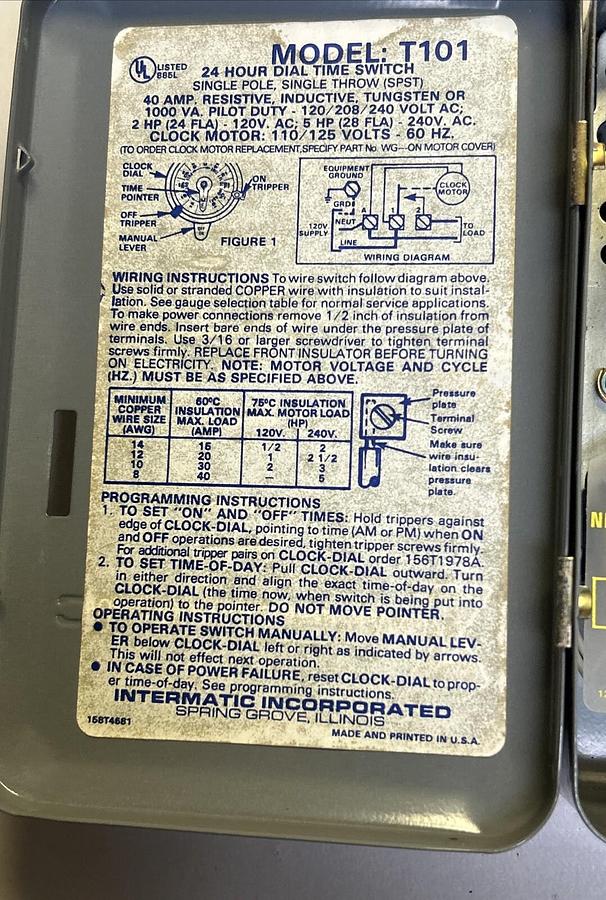 MODEL: T101
UL LISTED
885L
24 HOUR DIAL TIME SWITCH
SINGLE POLE, SINGLE THROW (SPST)
40 AMP. RESISTIVE, INDUCTIVE, TUNGSTEN OR
1000 VA. PILOT DUTY - 120/208/240 VOLT AC;
2 HP (24 FLA) - 120V. AC; 5 HP (28 FLA) - 240V. AC.
CLOCK MOTOR: 110/125 VOLTS - 60 HZ.
(TO ORDER CLOCK MOTOR REPLACEMENT, SPECIFY PART No. WG—ON MOTOR COVER)
CLOCK
DIAL
TIME
POINTER
OFF
TRIPPER
MANUAL
LEVER
ON
TRIPPER
FIGURE 1
EQUIPMENT
GROUND
GRD
NEUT
A
1
2
120V
SUPPLY
LINE
CLOCK
MOTOR
TO
LOAD
WIRING DIAGRAM
WIRING INSTRUCTIONS To wire switch follow diagram above.
Use solid or stranded COPPER wire with insulation to suit instal-
lation. See gauge selection table for normal service applications.
To make power connections remove 1/2 inch of insulation from
wire ends. Insert bare ends of wire under the pressure plate of
terminals. Use 3/16 or larger screwdriver to tighten terminal
screws firmly. REPLACE FRONT INSULATOR BEFORE TURNING
ON ELECTRICITY. NOTE: MOTOR VOLTAGE AND CYCLE
(HZ.) MUST BE AS SPECIFIED ABOVE.
MINIMUM COPPER WIRE SIZE (AWG) 60°C INSULATION MAX. LOAD (AMP) 75°C INSULATION MAX. MOTOR LOAD (HP)
120V. 240V.
14 15 1/2 2
12 20 1 2 1/2
10 30 2 3
8 40 — 5
Pressure
plate
Terminal
Screw
Make sure
wire insu-
lation clears
pressure
plate.
PROGRAMMING INSTRUCTIONS
1. TO SET "ON" AND "OFF" TIMES: Hold trippers against
edge of CLOCK-DIAL, pointing to time (AM or PM) when ON
and OFF operations are desired, tighten tripper screws firmly.
For additional tripper pairs on CLOCK-DIAL order 156T1978A.
2. TO SET TIME-OF-DAY: Pull CLOCK-DIAL outward. Turn
in either direction and align the exact time-of-day on the
CLOCK-DIAL (the time now, when switch is being put into
operation) to the pointer. DO NOT MOVE POINTER.
OPERATING INSTRUCTIONS
● TO OPERATE SWITCH MANUALLY: Move MANUAL LEV-
ER below CLOCK-DIAL left or right as indicated by arrows.
This will not effect next operation.
● IN CASE OF POWER FAILURE, reset CLOCK-DIAL to prop-
er time-of-day. See programming instructions.
INTERMATIC INCORPORATED
SPRING GROVE, ILLINOIS
158T4681
MADE AND PRINTED IN U.S.A.